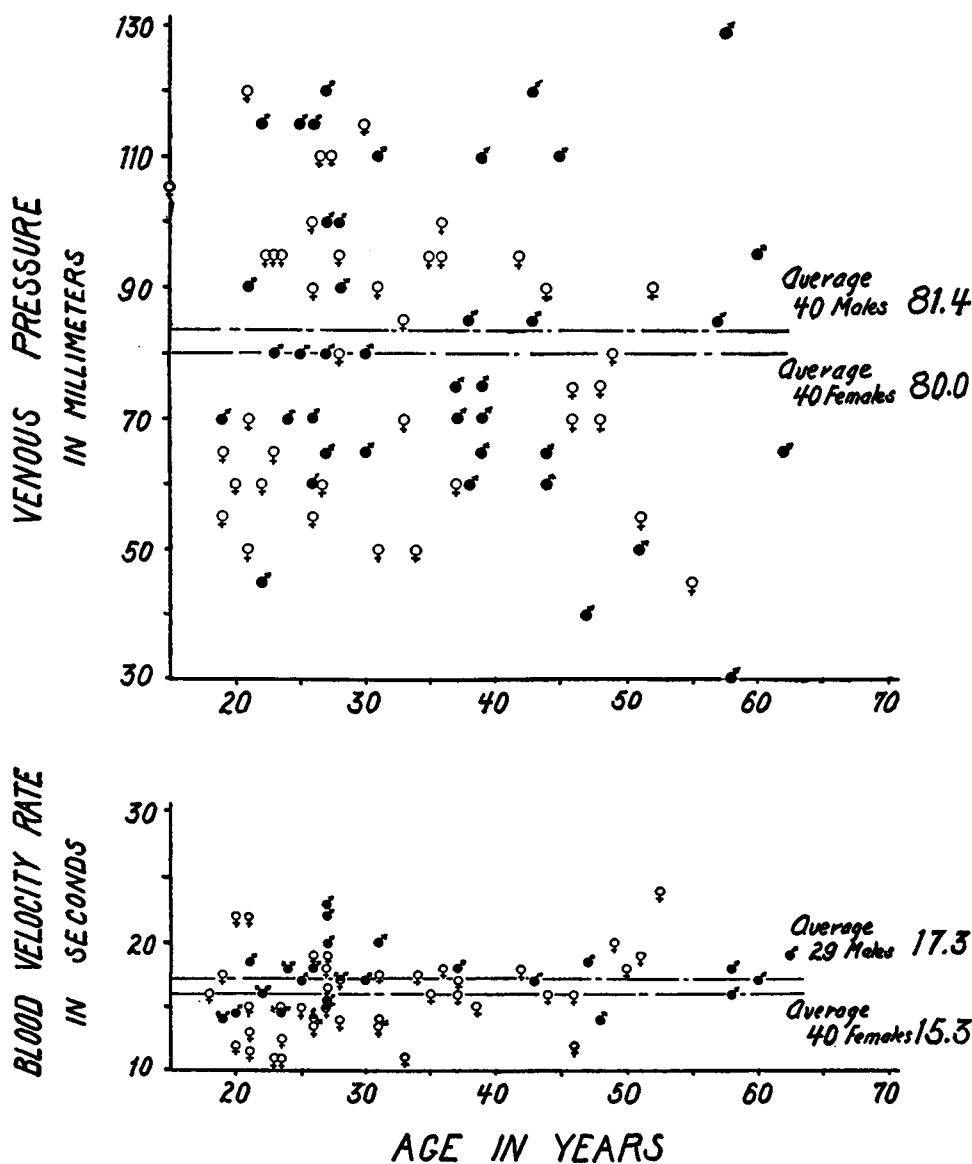 VENOUS PRESSURE
IN MILLIMETERS
130
110
90
70
50
30
Average
40 Males 81.4
Average
40 Females 80.0
20 30 40 50 60 70
BLOOD VELOCITY RATE
IN SECONDS
30
20
10
Average
29 Males 17.3
Average
40 Females 15.3
20 30 40 50 60 70
AGE IN YEARS